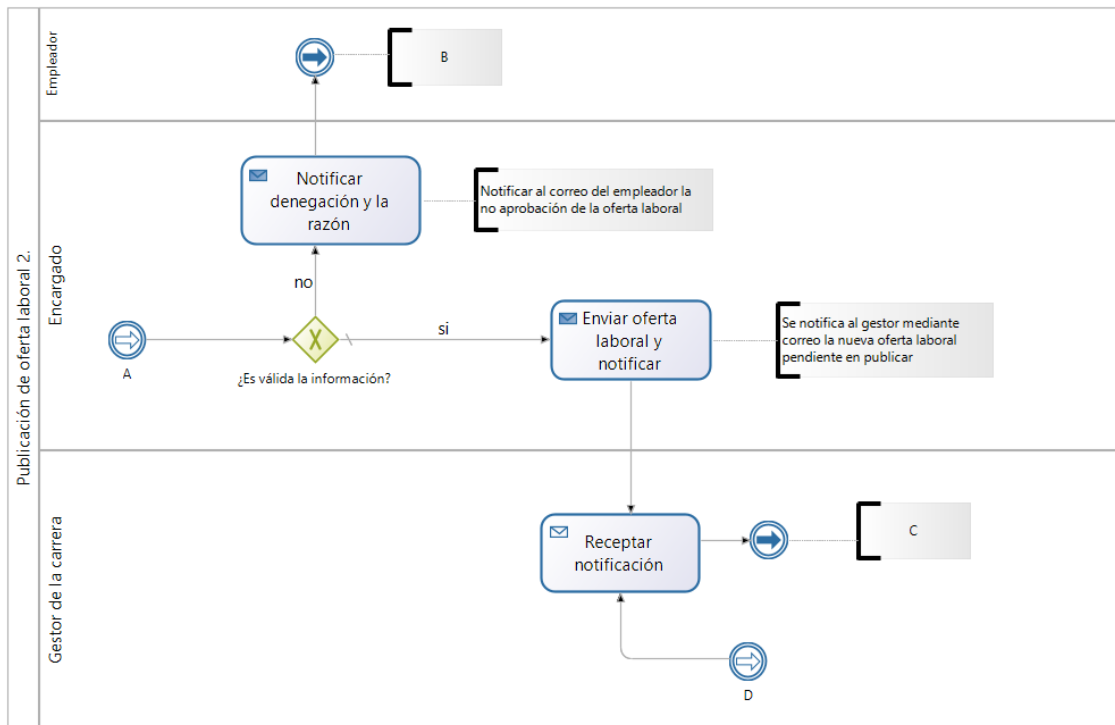 Publicación de oferta laboral 2.
Empleador
B
Encargado
Notificar
denegación y la
razón
Notificar al correo del empleador la
no aprobación de la oferta laboral
no
A
¿Es válida la información?
si
Enviar oferta
laboral y
notificar
Se notifica al gestor mediante
correo la nueva oferta laboral
pendiente en publicar
Gestor de la carrera
Receptar
notificación
C
D